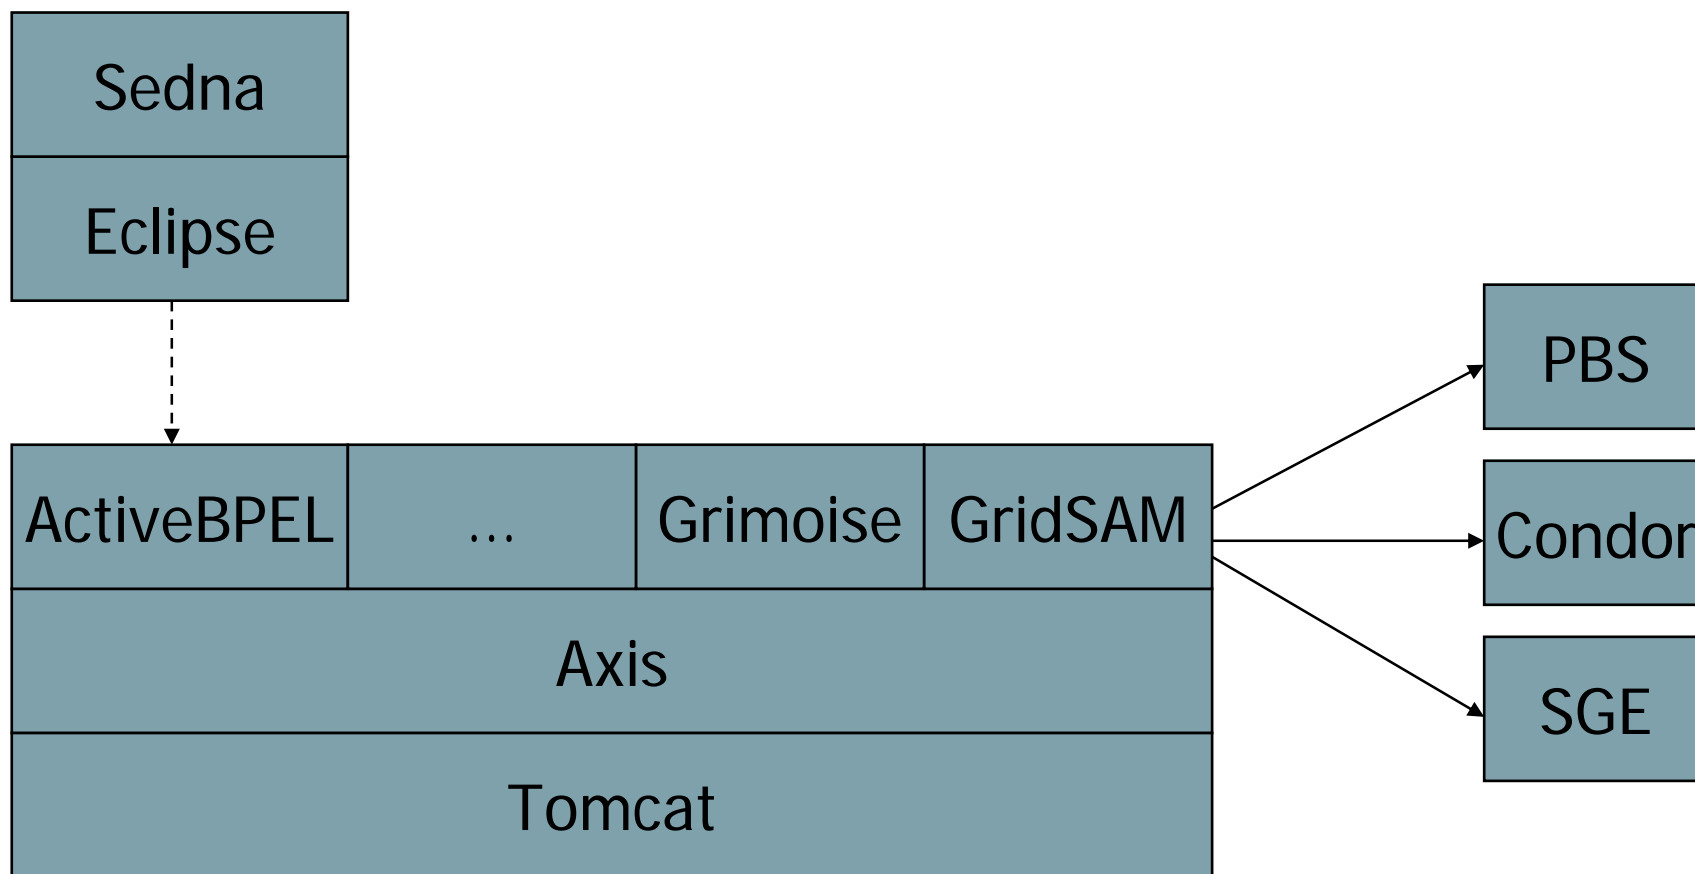 Sedna
Eclipse
PBS
ActiveBPEL
...
Grimoise
GridSAM
Condor
Axis
SGE
Tomcat